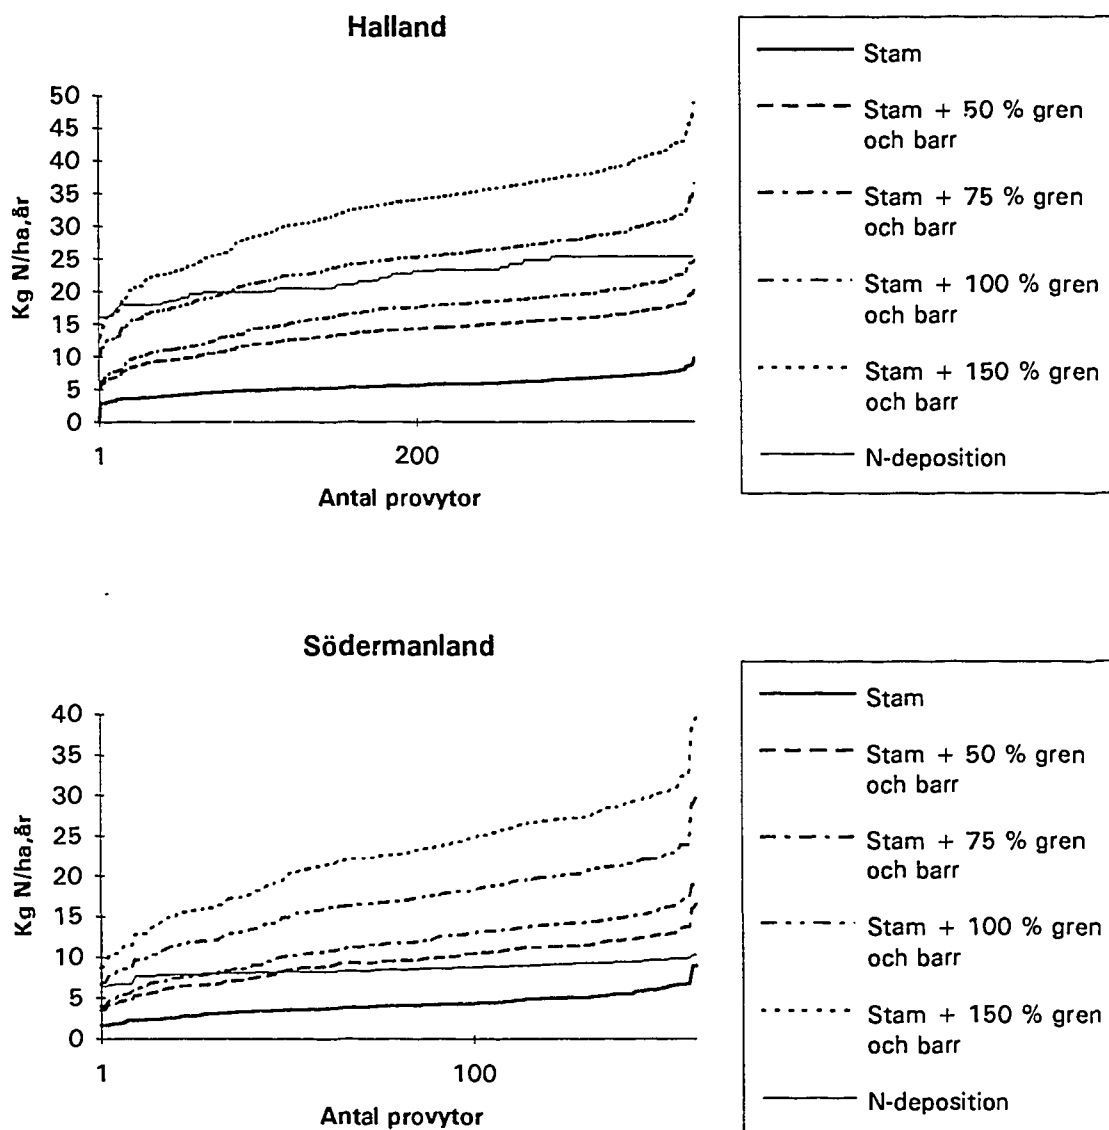 Halland
Kg N/ha,år
50
45
40
35
30
25
20
15
10
5
0
1
200
Antal provytor
Stam
Stam + 50 % gren
och barr
Stam + 75 % gren
och barr
Stam + 100 % gren
och barr
Stam + 150 % gren
och barr
N-deposition
Södermanland
Kg N/ha,år
40
35
30
25
20
15
10
5
0
1
100
Antal provytor
Stam
Stam + 50 % gren
och barr
Stam + 75 % gren
och barr
Stam + 100 % gren
och barr
Stam + 150 % gren
och barr
N-deposition